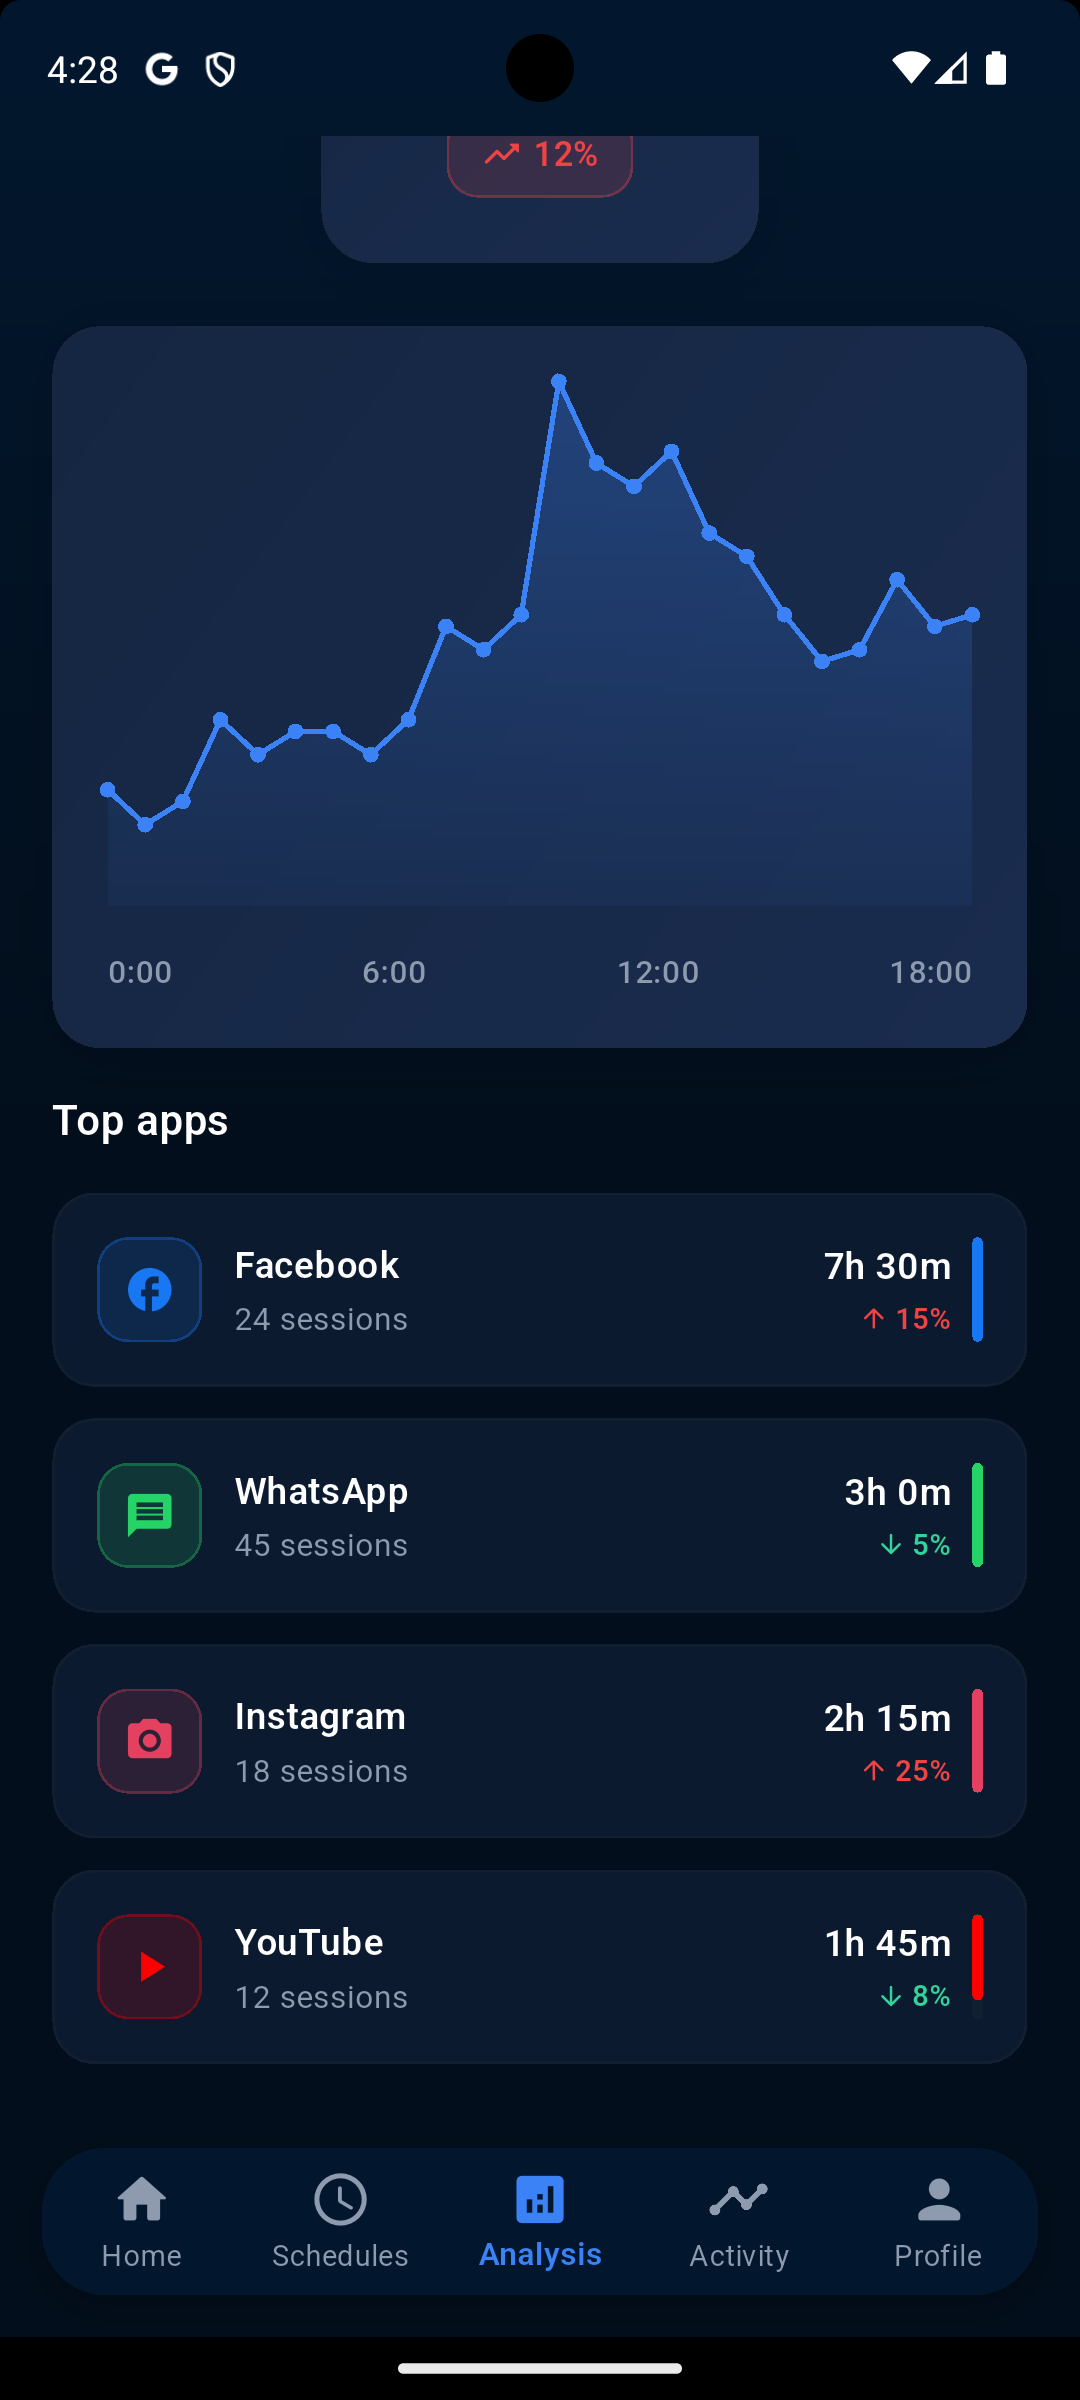 4:28
12%
0:00 6:00 12:00 18:00
Top apps
Facebook 7h 30m
24 sessions ↑ 15%
WhatsApp 3h 0m
45 sessions ↓ 5%
Instagram 2h 15m
18 sessions ↑ 25%
YouTube 1h 45m
12 sessions ↓ 8%
Home Schedules Analysis Activity Profile